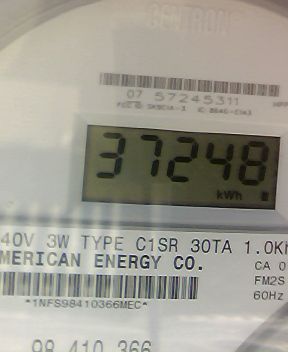 CENTRON
07 57245311
37248
kWh
40V 3W TYPE C1SR 30TA 1.0Kh
MERICAN ENERGY CO.
CA 0
FM2S
60Hz
*1NFS98410366MEC*
98 410 366